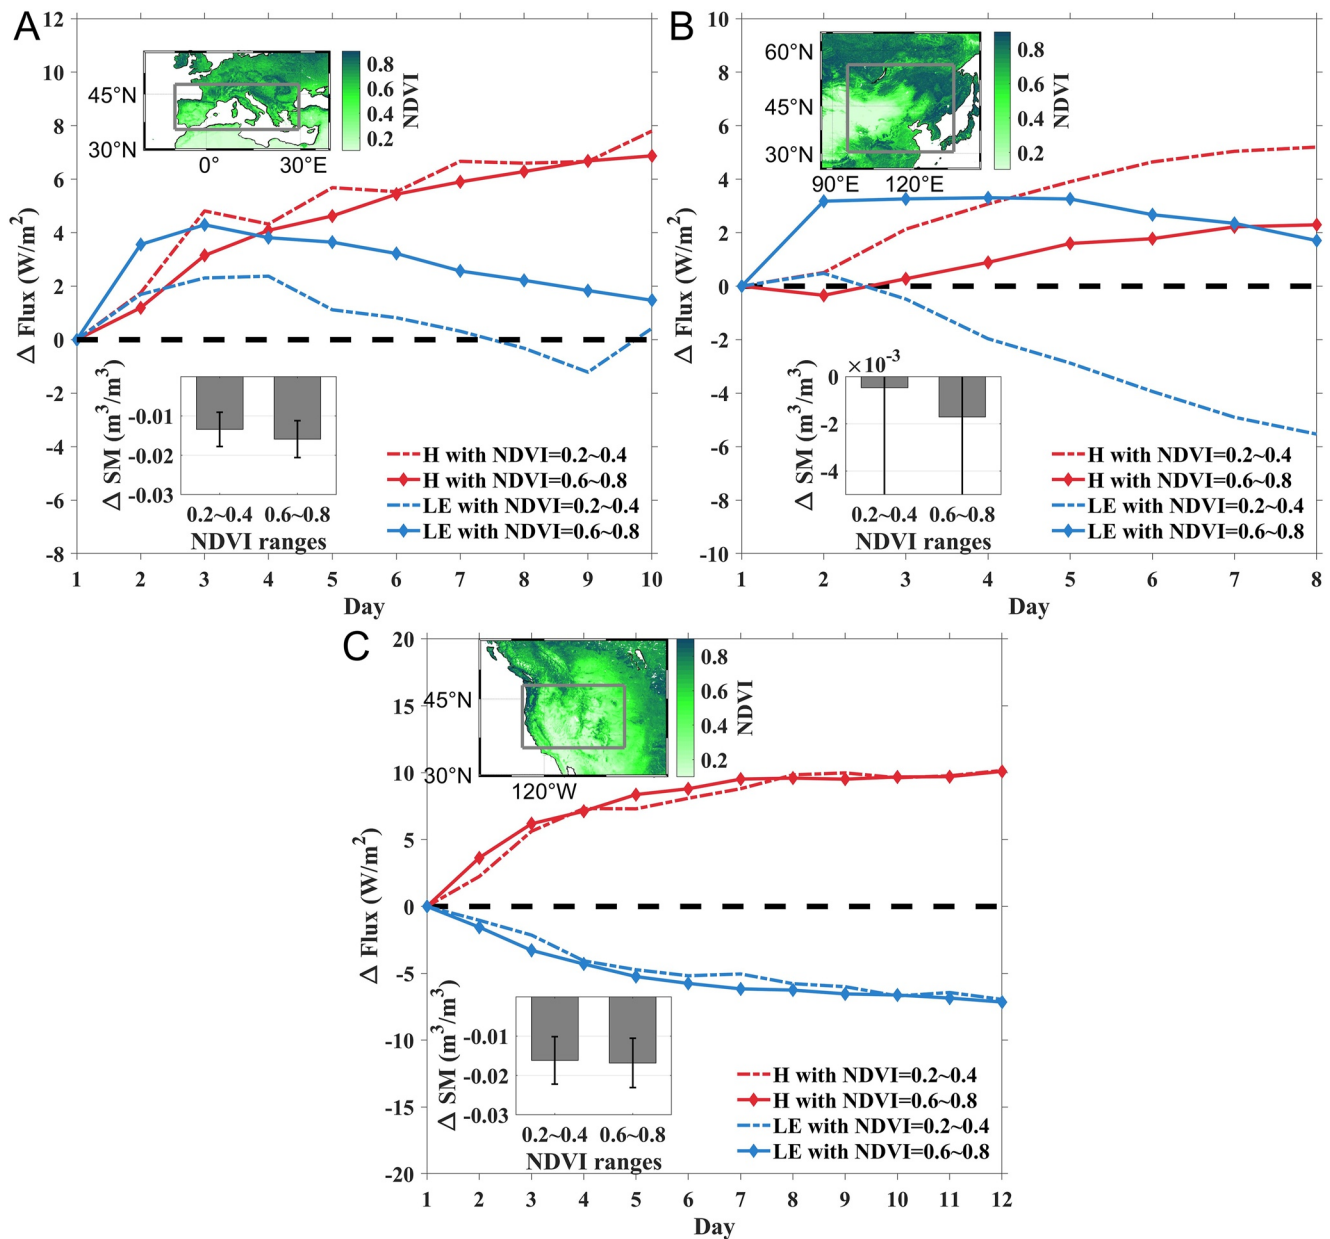 A
12
10
8
6
4
2
0
-2
-4
-6
-8
Δ Flux (W/m²)
45°N
30°N
0°
30°E
0.8
0.6
0.4
0.2
NDVI
Δ SM (m³/m³)
-0.01
-0.02
-0.03
0.2~0.4 0.6~0.8
NDVI ranges
H with NDVI=0.2~0.4
H with NDVI=0.6~0.8
LE with NDVI=0.2~0.4
LE with NDVI=0.6~0.8
1 2 3 4 5 6 7 8 9 10
Day
B
10
8
6
4
2
0
-2
-4
-6
-8
-10
Δ Flux (W/m²)
60°N
45°N
30°N
90°E 120°E
0.8
0.6
0.4
0.2
NDVI
×10⁻³
Δ SM (m³/m³)
0
-2
-4
0.2~0.4 0.6~0.8
NDVI ranges
H with NDVI=0.2~0.4
H with NDVI=0.6~0.8
LE with NDVI=0.2~0.4
LE with NDVI=0.6~0.8
1 2 3 4 5 6 7 8
Day
C
20
15
10
5
0
-5
-10
-15
-20
Δ Flux (W/m²)
45°N
30°N
120°W
0.8
0.6
0.4
0.2
NDVI
Δ SM (m³/m³)
-0.01
-0.02
-0.03
0.2~0.4 0.6~0.8
NDVI ranges
H with NDVI=0.2~0.4
H with NDVI=0.6~0.8
LE with NDVI=0.2~0.4
LE with NDVI=0.6~0.8
1 2 3 4 5 6 7 8 9 10 11 12
Day